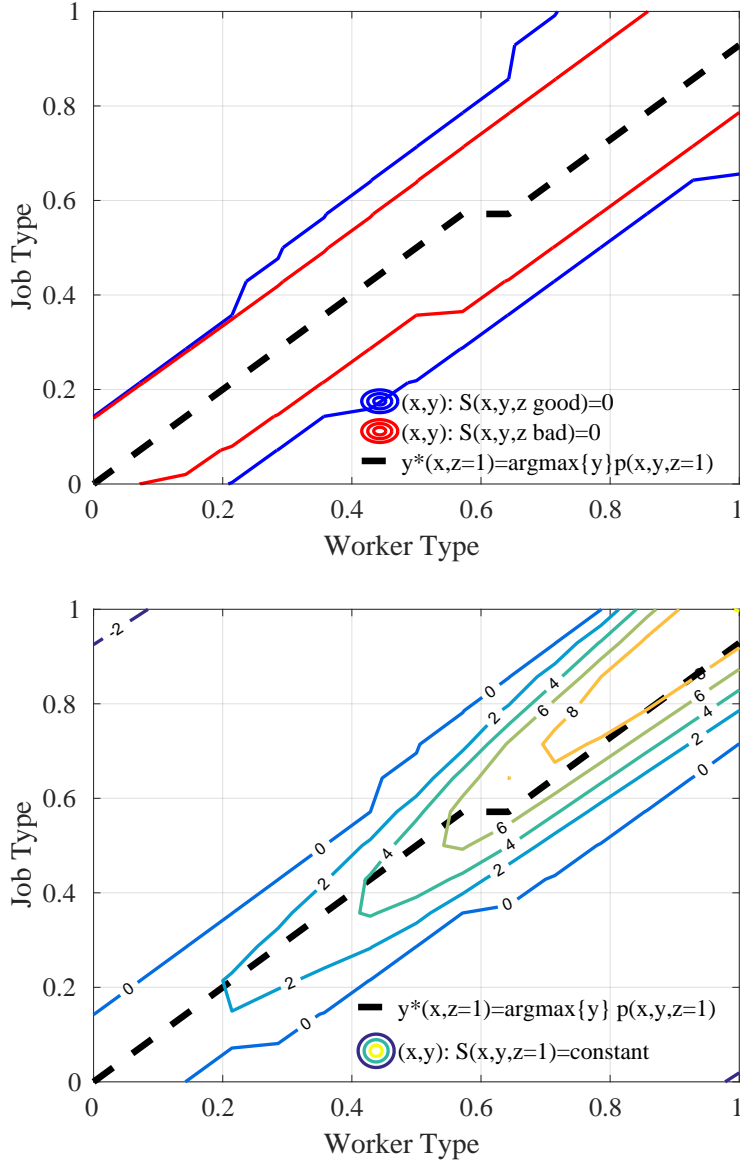 1
0.8
0.6
0.4
0.2
0
Job Type
(x,y): S(x,y,z good)=0
(x,y): S(x,y,z bad)=0
y*(x,z=1)=argmax{y}p(x,y,z=1)
0 0.2 0.4 0.6 0.8 1
Worker Type
1
0.8
0.6
0.4
0.2
0
Job Type
-2
0
2
4
6
8
8
6
4
2
0
0
2
4
6
0
2
0
0
y*(x,z=1)=argmax{y} p(x,y,z=1)
(x,y): S(x,y,z=1)=constant
0 0.2 0.4 0.6 0.8 1
Worker Type